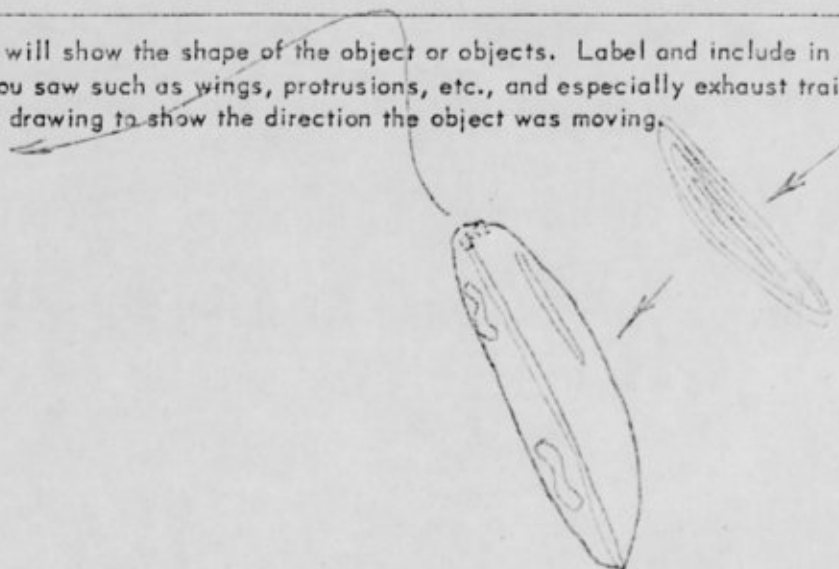 will show the shape of the object or objects. Label and include in
ou saw such as wings, protrusions, etc., and especially exhaust trai
drawing to show the direction the object was moving.